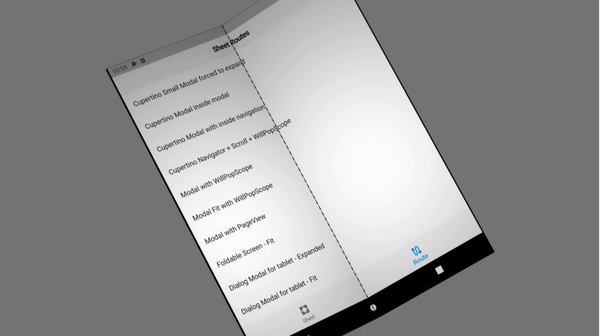 10:59
Sheet Routes
Cupertino Small Modal forced to expand
Cupertino Modal inside modal
Cupertino Modal with inside navigation
Cupertino Navigator + Scroll + WillPopScope
Modal with WillPopScope
Modal Fit with WillPopScope
Modal with PageView
Foldable Screen - Fit
Dialog Modal for tablet - Expanded
Dialog Modal for tablet - Fit
Sheet
Route